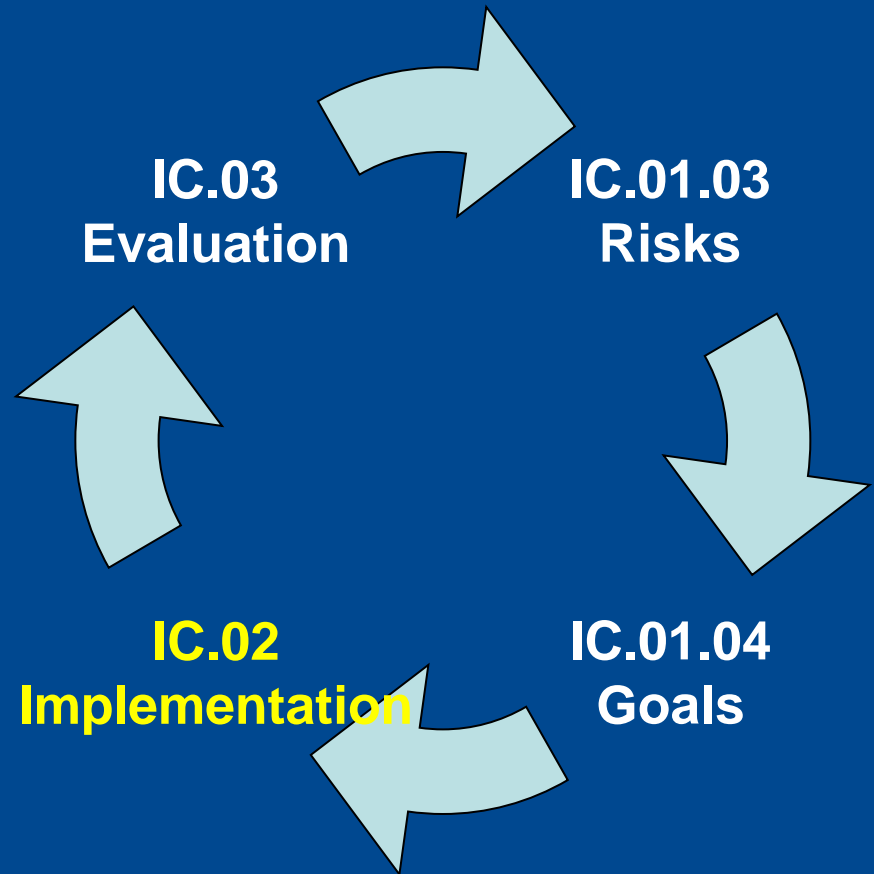 IC.03
Evaluation
IC.01.03
Risks
IC.02
Implementation
IC.01.04
Goals